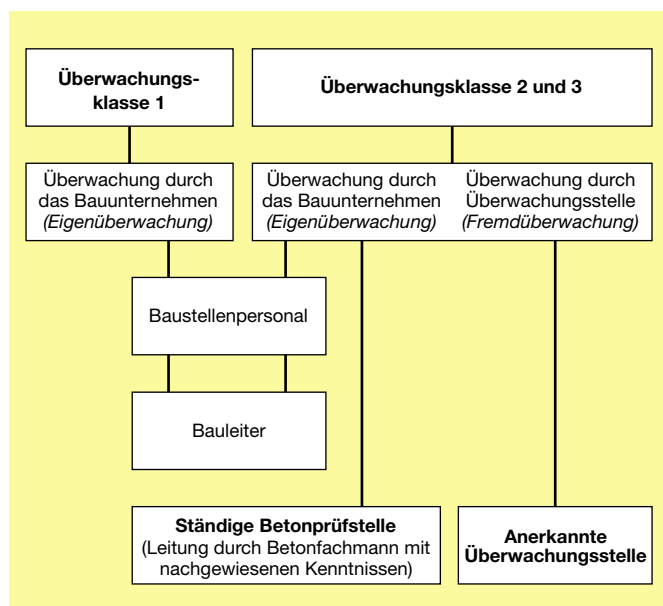 Überwachungs-
klasse 1
Überwachungsklasse 2 und 3
Überwachung durch
das Bauunternehmen
(Eigenüberwachung)
Überwachung durch
das Bauunternehmen
(Eigenüberwachung)
Überwachung durch
Überwachungsstelle
(Fremdüberwachung)
Baustellenpersonal
Bauleiter
Ständige Betonprüfstelle
(Leitung durch Betonfachmann mit
nachgewiesenen Kenntnissen)
Anerkannte
Überwachungsstelle